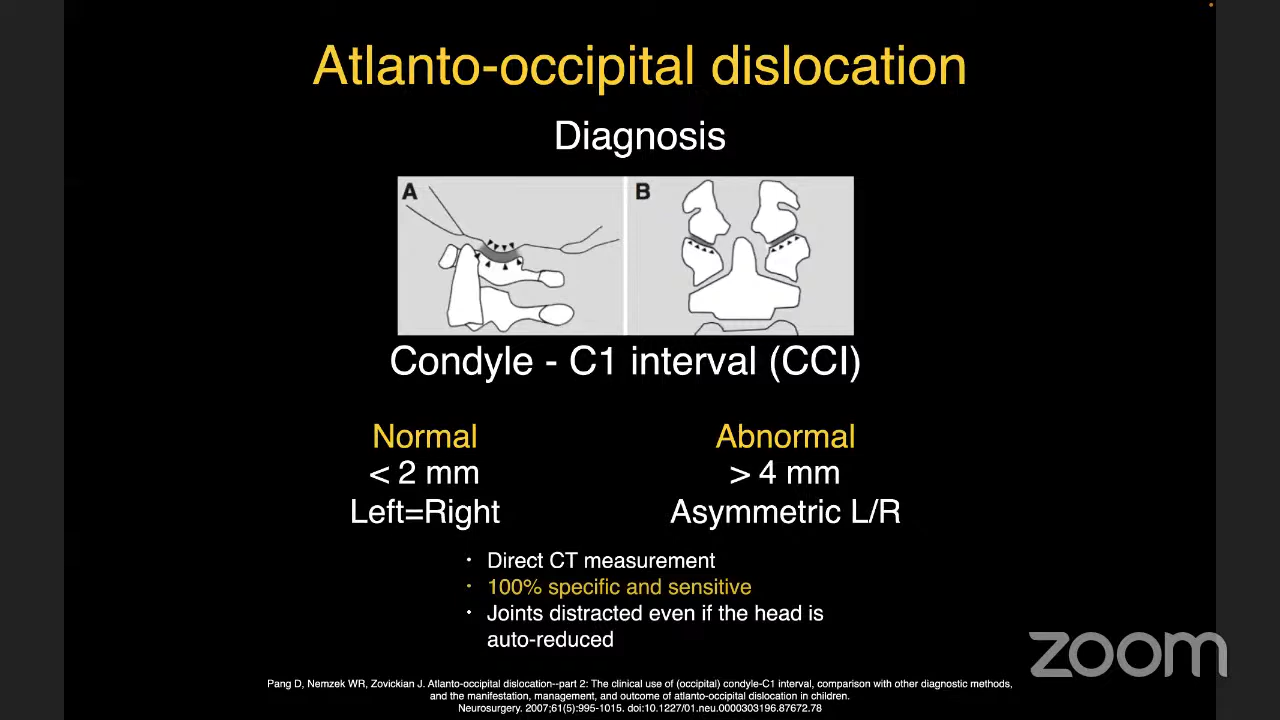 Atlanto-occipital dislocation
Diagnosis
A
B
Condyle - C1 interval (CCI)
Normal
< 2 mm
Left=Right
Abnormal
> 4 mm
Asymmetric L/R
· Direct CT measurement
· 100% specific and sensitive
· Joints distracted even if the head is
auto-reduced
zoom
Pang D, Nemzek WR, Zovickian J. Atlanto-occipital dislocation--part 2: The clinical use of (occipital) condyle-C1 interval, comparison with other diagnostic methods,
and the manifestation, management, and outcome of atlanto-occipital dislocation in children.
Neurosurgery. 2007;61(5):995-1015. doi:10.1227/01.neu.0000303196.87672.78